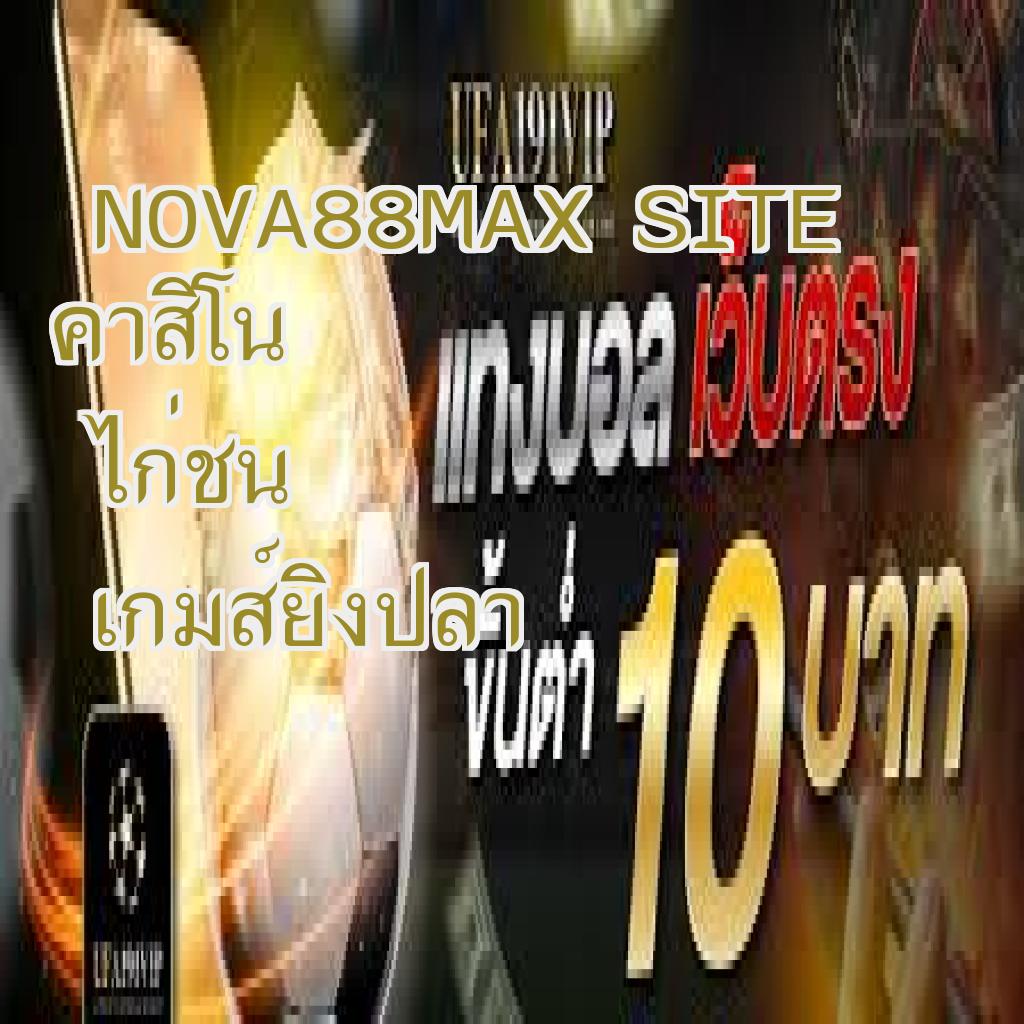 UFA191VIP
NOVA88MAX SITE
คาสิโน
แทงบอล เว็บตรง
ไก่ชน
เกมส์ยิงปลา
ขั้นต่ำ 10 บาท
UFA191VIP